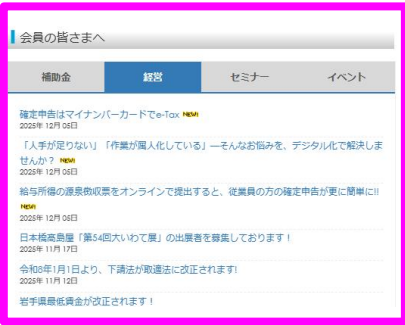 会員の皆さまへ
補助金 経営 セミナー イベント
確定申告はマイナンバーカードでe-Tax NEW!
2025年 12月 05日
「人手が足りない」「作業が属人化している」―そんなお悩みを、デジタル化で解決しま
せんか？ NEW!
2025年 12月 05日
給与所得の源泉徴収票をオンラインで提出すると、従業員の方の確定申告が更に簡単に!!
NEW!
2025年 12月 05日
日本橋高島屋「第54回大いわて展」の出展者を募集しております！
2025年 11月 17日
令和8年1月1日より、下請法が取適法に改正されます!
2025年 11月 12日
岩手県最低賃金が改正されます！